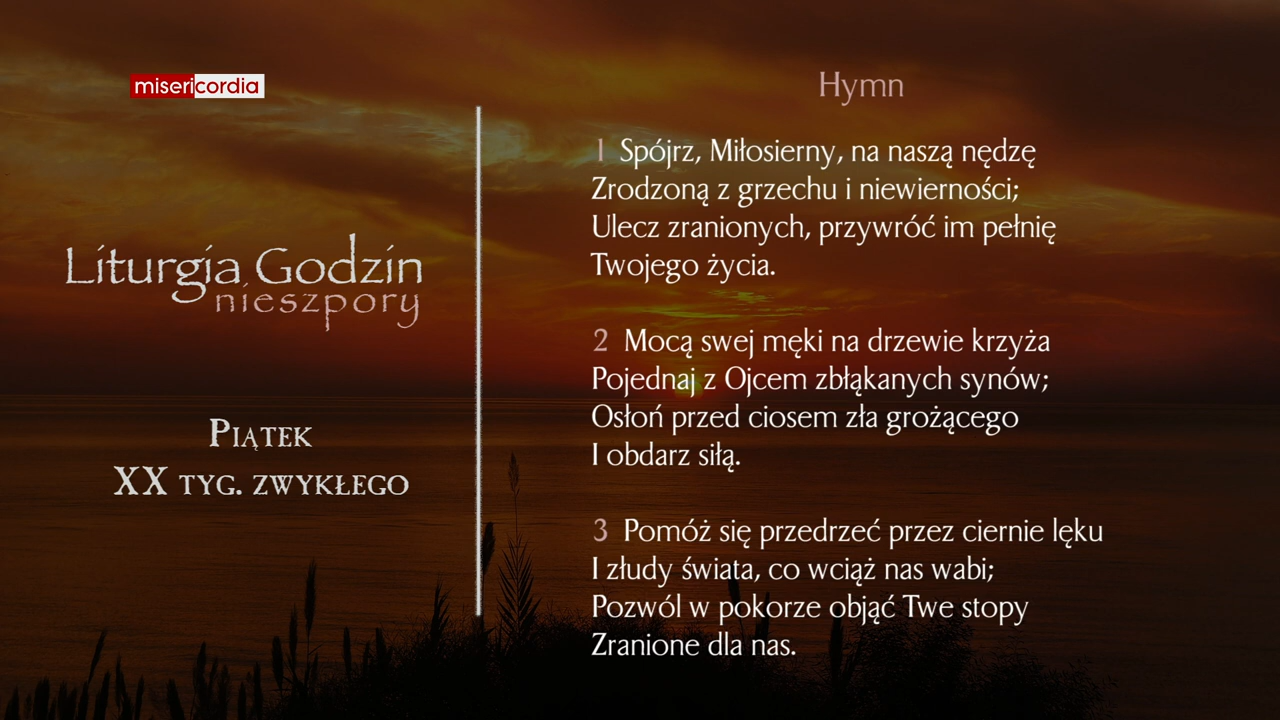 misericordia
Liturgia Godzin
nieszpory
Piątek
XX tyg. zwykłego
Hymn
1 Spójrz, Miłosierny, na naszą nędzę
Zrodzoną z grzechu i niewierności;
Ulecz zranionych, przywróć im pełnię
Twojego życia.
2 Mocą swej męki na drzewie krzyża
Pojednaj z Ojcem zbłąkanych synów;
Osłoń przed ciosem zła grożącego
I obdarz siłą.
3 Pomóż się przedrzeć przez ciernie lęku
I złudy świata, co wciąż nas wabi;
Pozwól w pokorze objąć Twe stopy
Zranione dla nas.